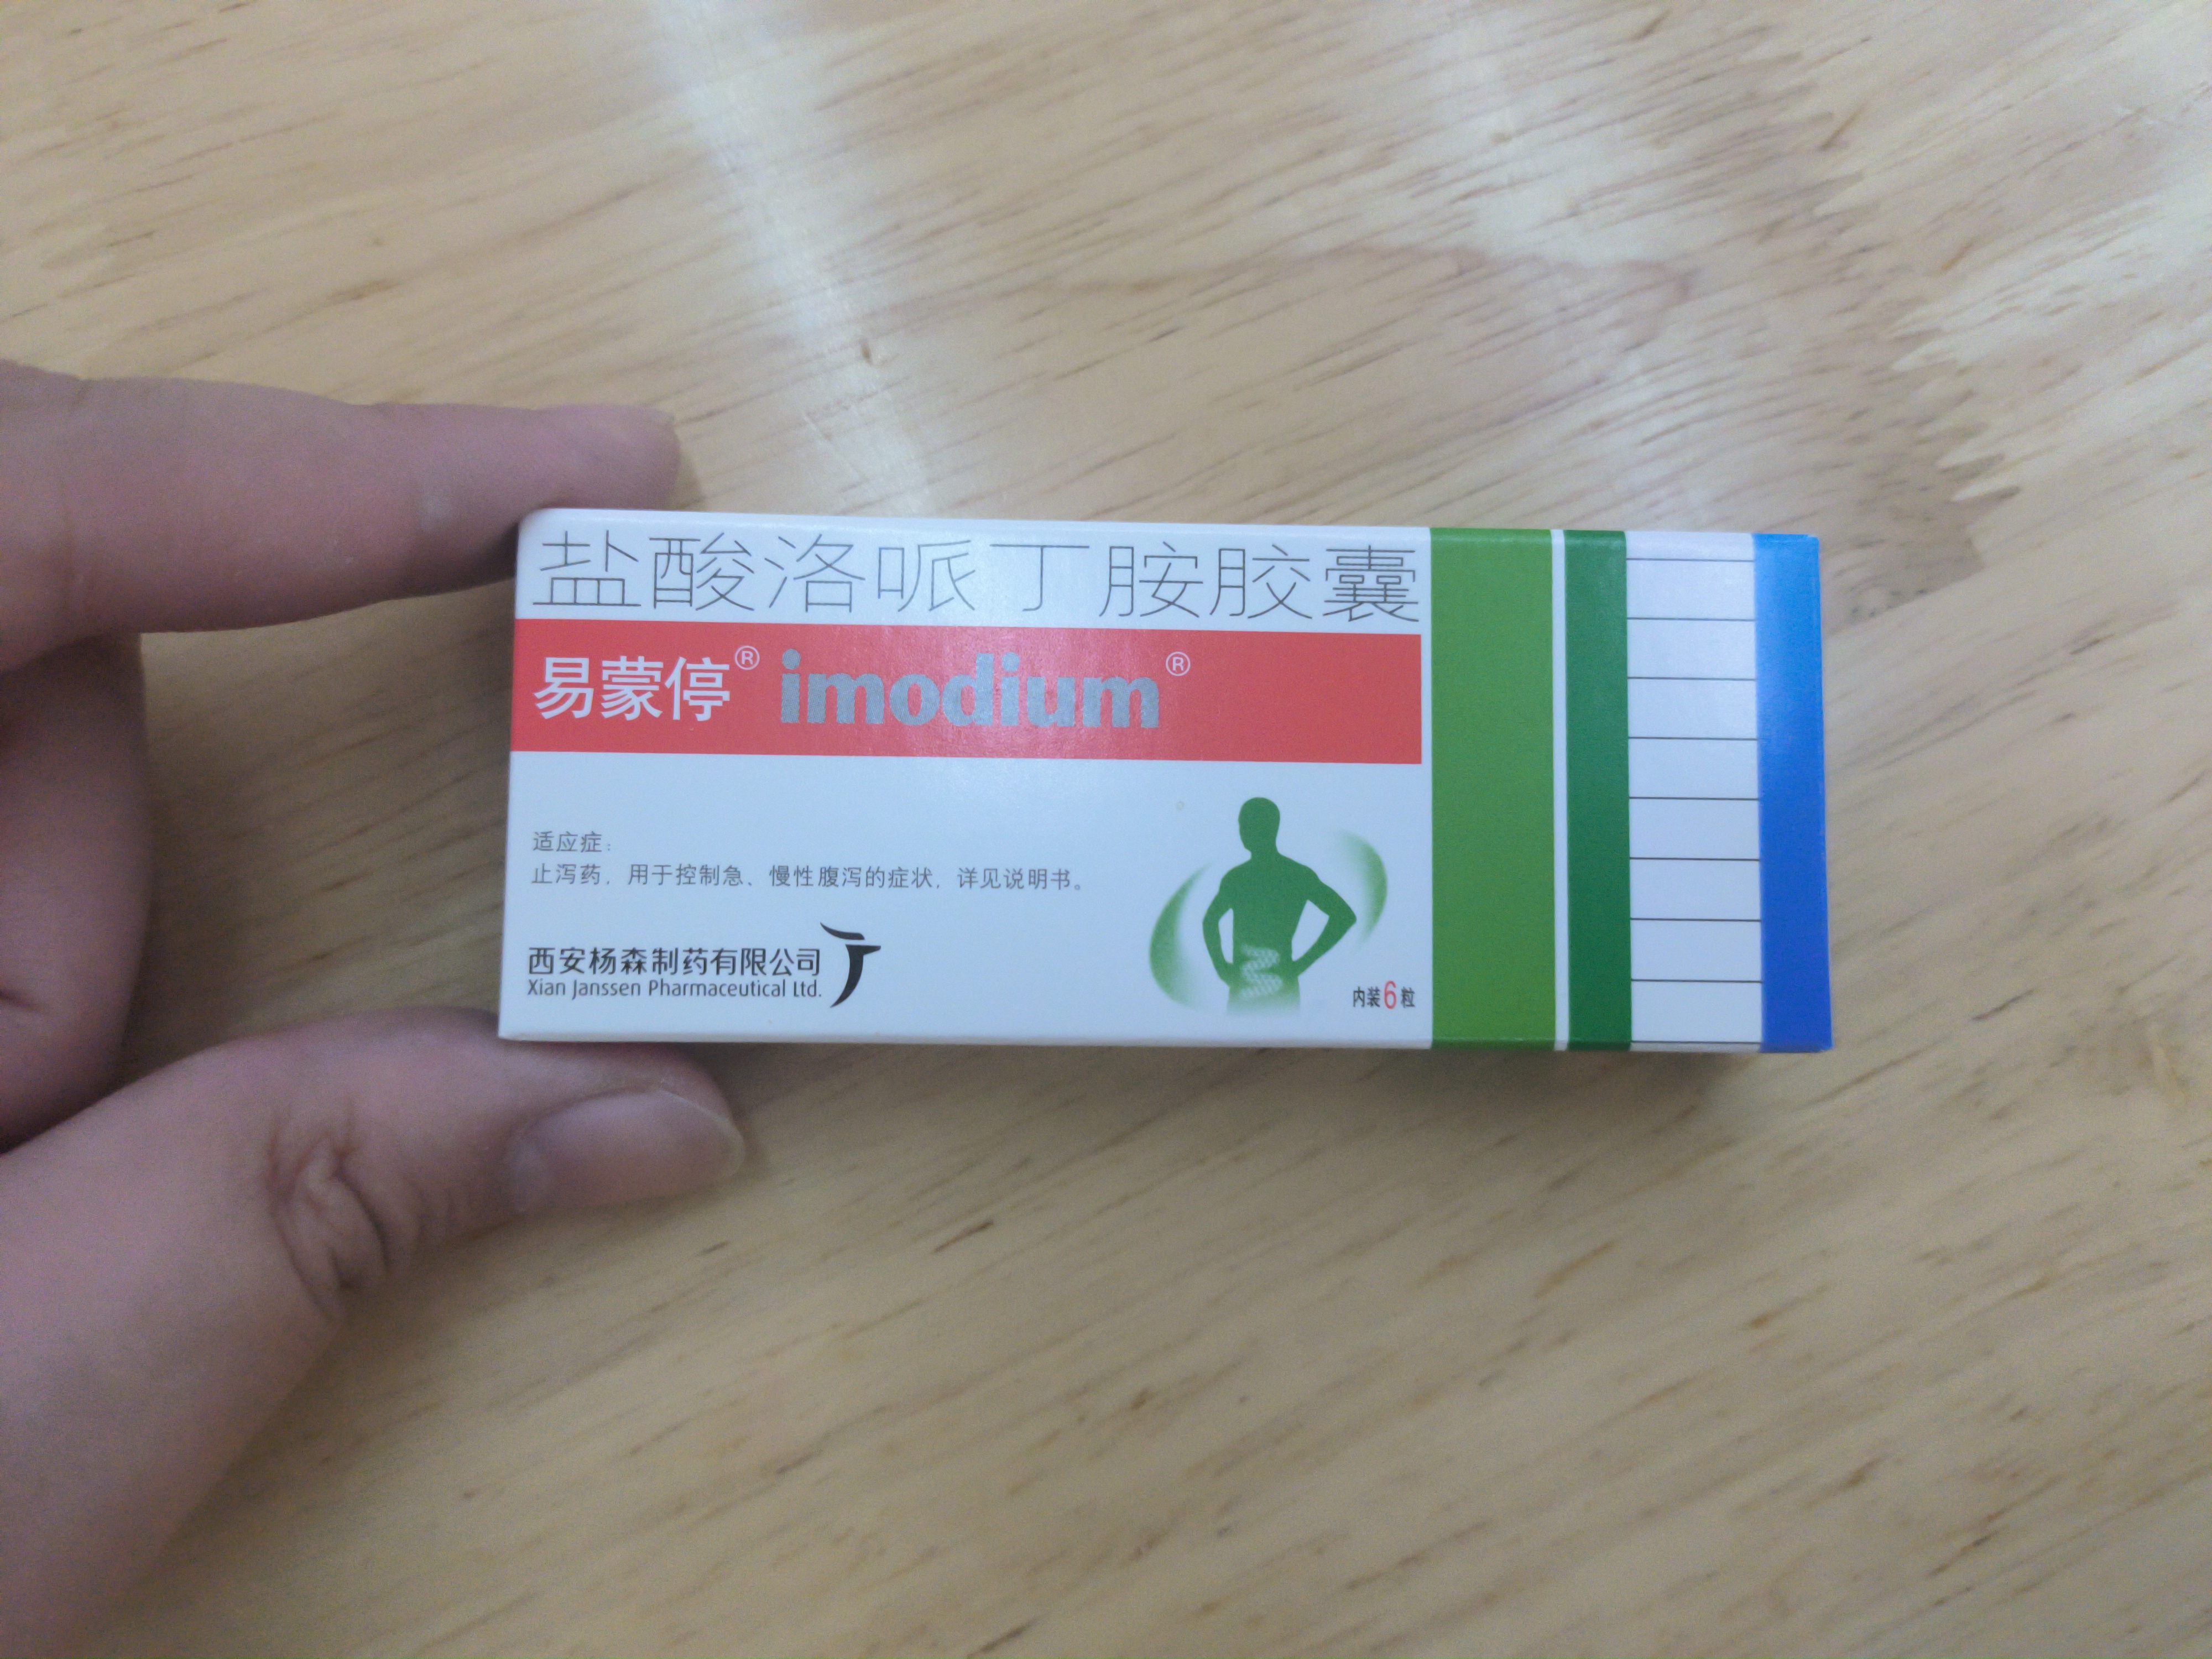 盐酸洛哌丁胺胶囊
易蒙停® imodium®
适应症：
止泻药，用于控制急、慢性腹泻的症状，详见说明书。
西安杨森制药有限公司
Xian Janssen Pharmaceutical Ltd.
内装6粒